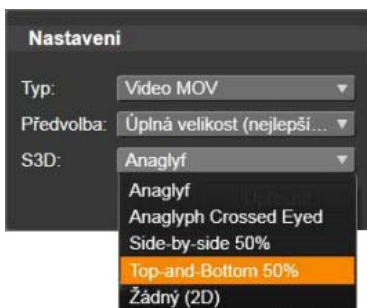 Nastavení
Typ: Video MOV
Předvolba: Úplná velikost (nejlepší...
S3D: Anaglyf
Anaglyf
Anaglyph Crossed Eyed
Side-by-side 50%
Top-and-Bottom 50%
Žádný (2D)